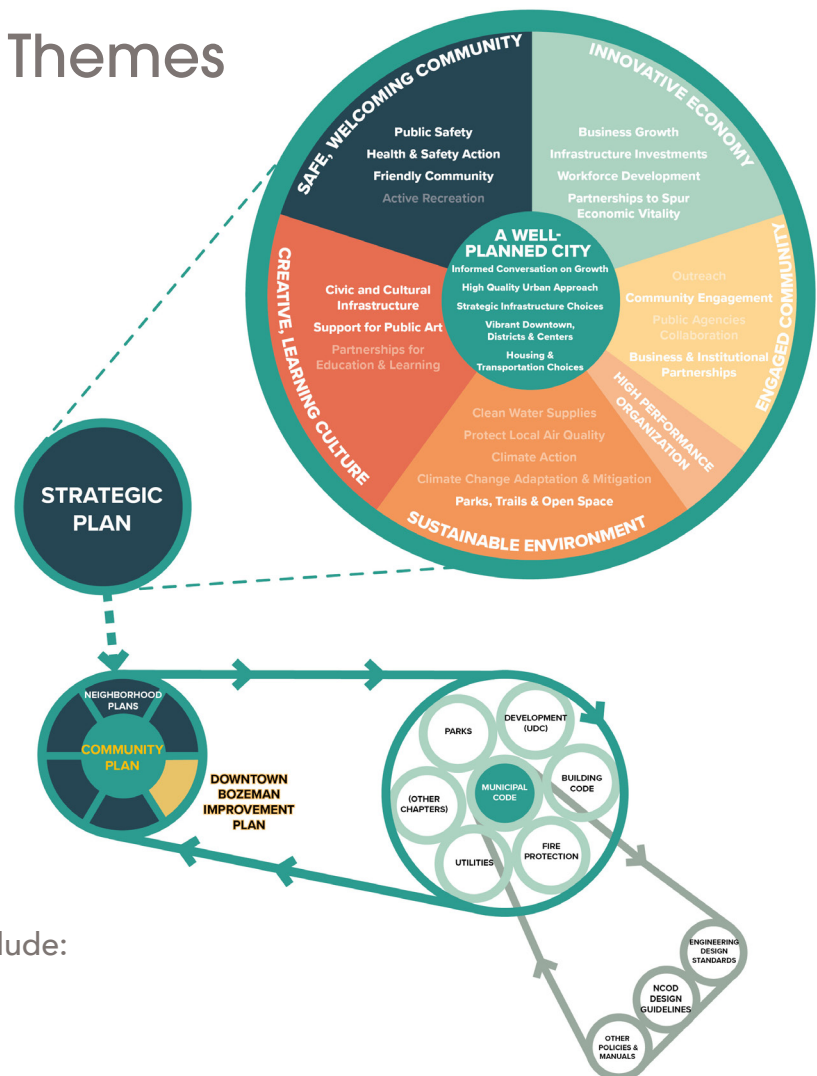 Themes
SAFE, WELCOMING COMMUNITY
Public Safety
Health & Safety Action
Friendly Community
Active Recreation
INNOVATIVE ECONOMY
Business Growth
Infrastructure Investments
Workforce Development
Partnerships to Spur
Economic Vitality
A WELL-
PLANNED CITY
Informed Conversation on Growth
High Quality Urban Approach
Strategic Infrastructure Choices
Vibrant Downtown,
Districts & Centers
Housing &
Transportation Choices
CREATIVE, LEARNING CULTURE
Civic and Cultural
Infrastructure
Support for Public Art
Partnerships for
Education & Learning
ENGAGED COMMUNITY
Outreach
Community Engagement
Public Agencies
Collaboration
Business & Institutional
Partnerships
HIGH PERFORMANCE
ORGANIZATION
Clean Water Supplies
Protect Local Air Quality
Climate Action
Climate Change Adaptation & Mitigation
Parks, Trails & Open Space
SUSTAINABLE ENVIRONMENT
STRATEGIC
PLAN
NEIGHBORHOOD
PLANS
COMMUNITY
PLAN
DOWNTOWN
BOZEMAN
IMPROVEMENT
PLAN
PARKS
DEVELOPMENT
(UDC)
BUILDING
CODE
MUNICIPAL
CODE
(OTHER
CHAPTERS)
UTILITIES
FIRE
PROTECTION
lude:
ENGINEERING
DESIGN
STANDARDS
NCOD
DESIGN
GUIDELINES
OTHER
POLICIES &
MANUALS